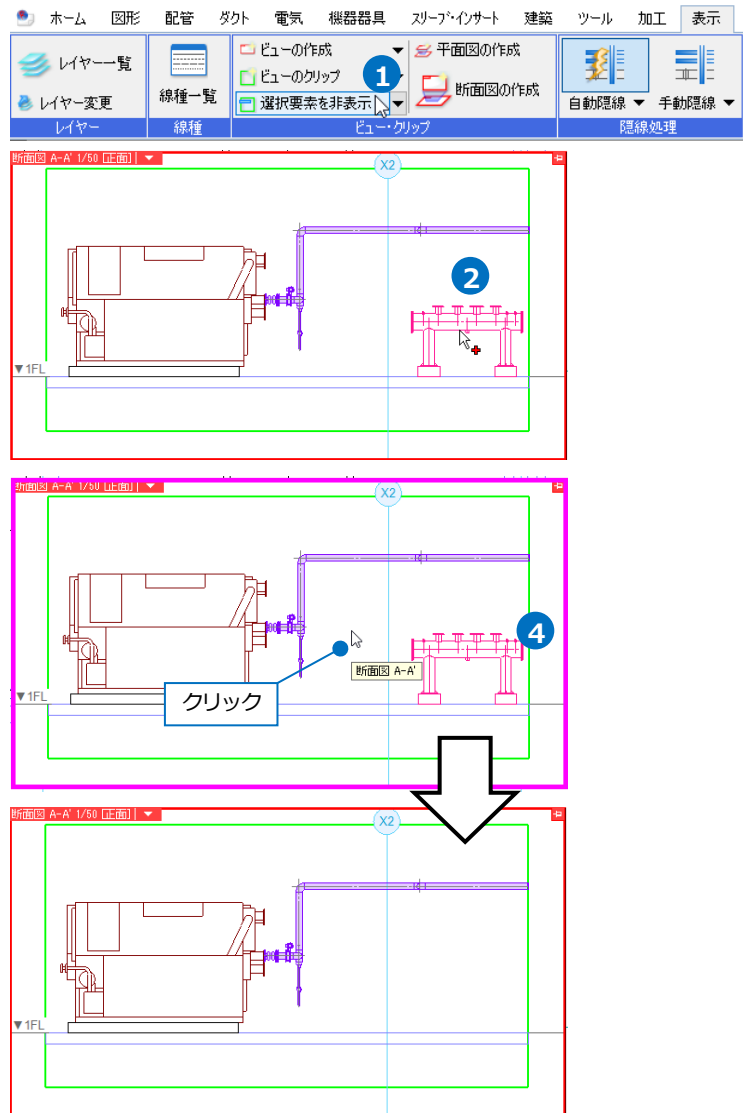 ホーム 図形 配管 ダクト 電気 機器器具 スリーブ・インサート 建築 ツール 加工 表示
レイヤー一覧
レイヤー変更
レイヤー
線種一覧
線種
ビューの作成
ビューのクリップ
選択要素を非表示
平面図の作成
断面図の作成
ビュー・クリップ
自動隠線
手動隠線
隠線処理
1
断面図 A-A' 1/50 [正面]
X2
2
▼1FL
断面図 A-A' 1/50 [正面]
X2
4
断面図 A-A'
クリック
▼1FL
断面図 A-A' 1/50 [正面]
X2
▼1FL